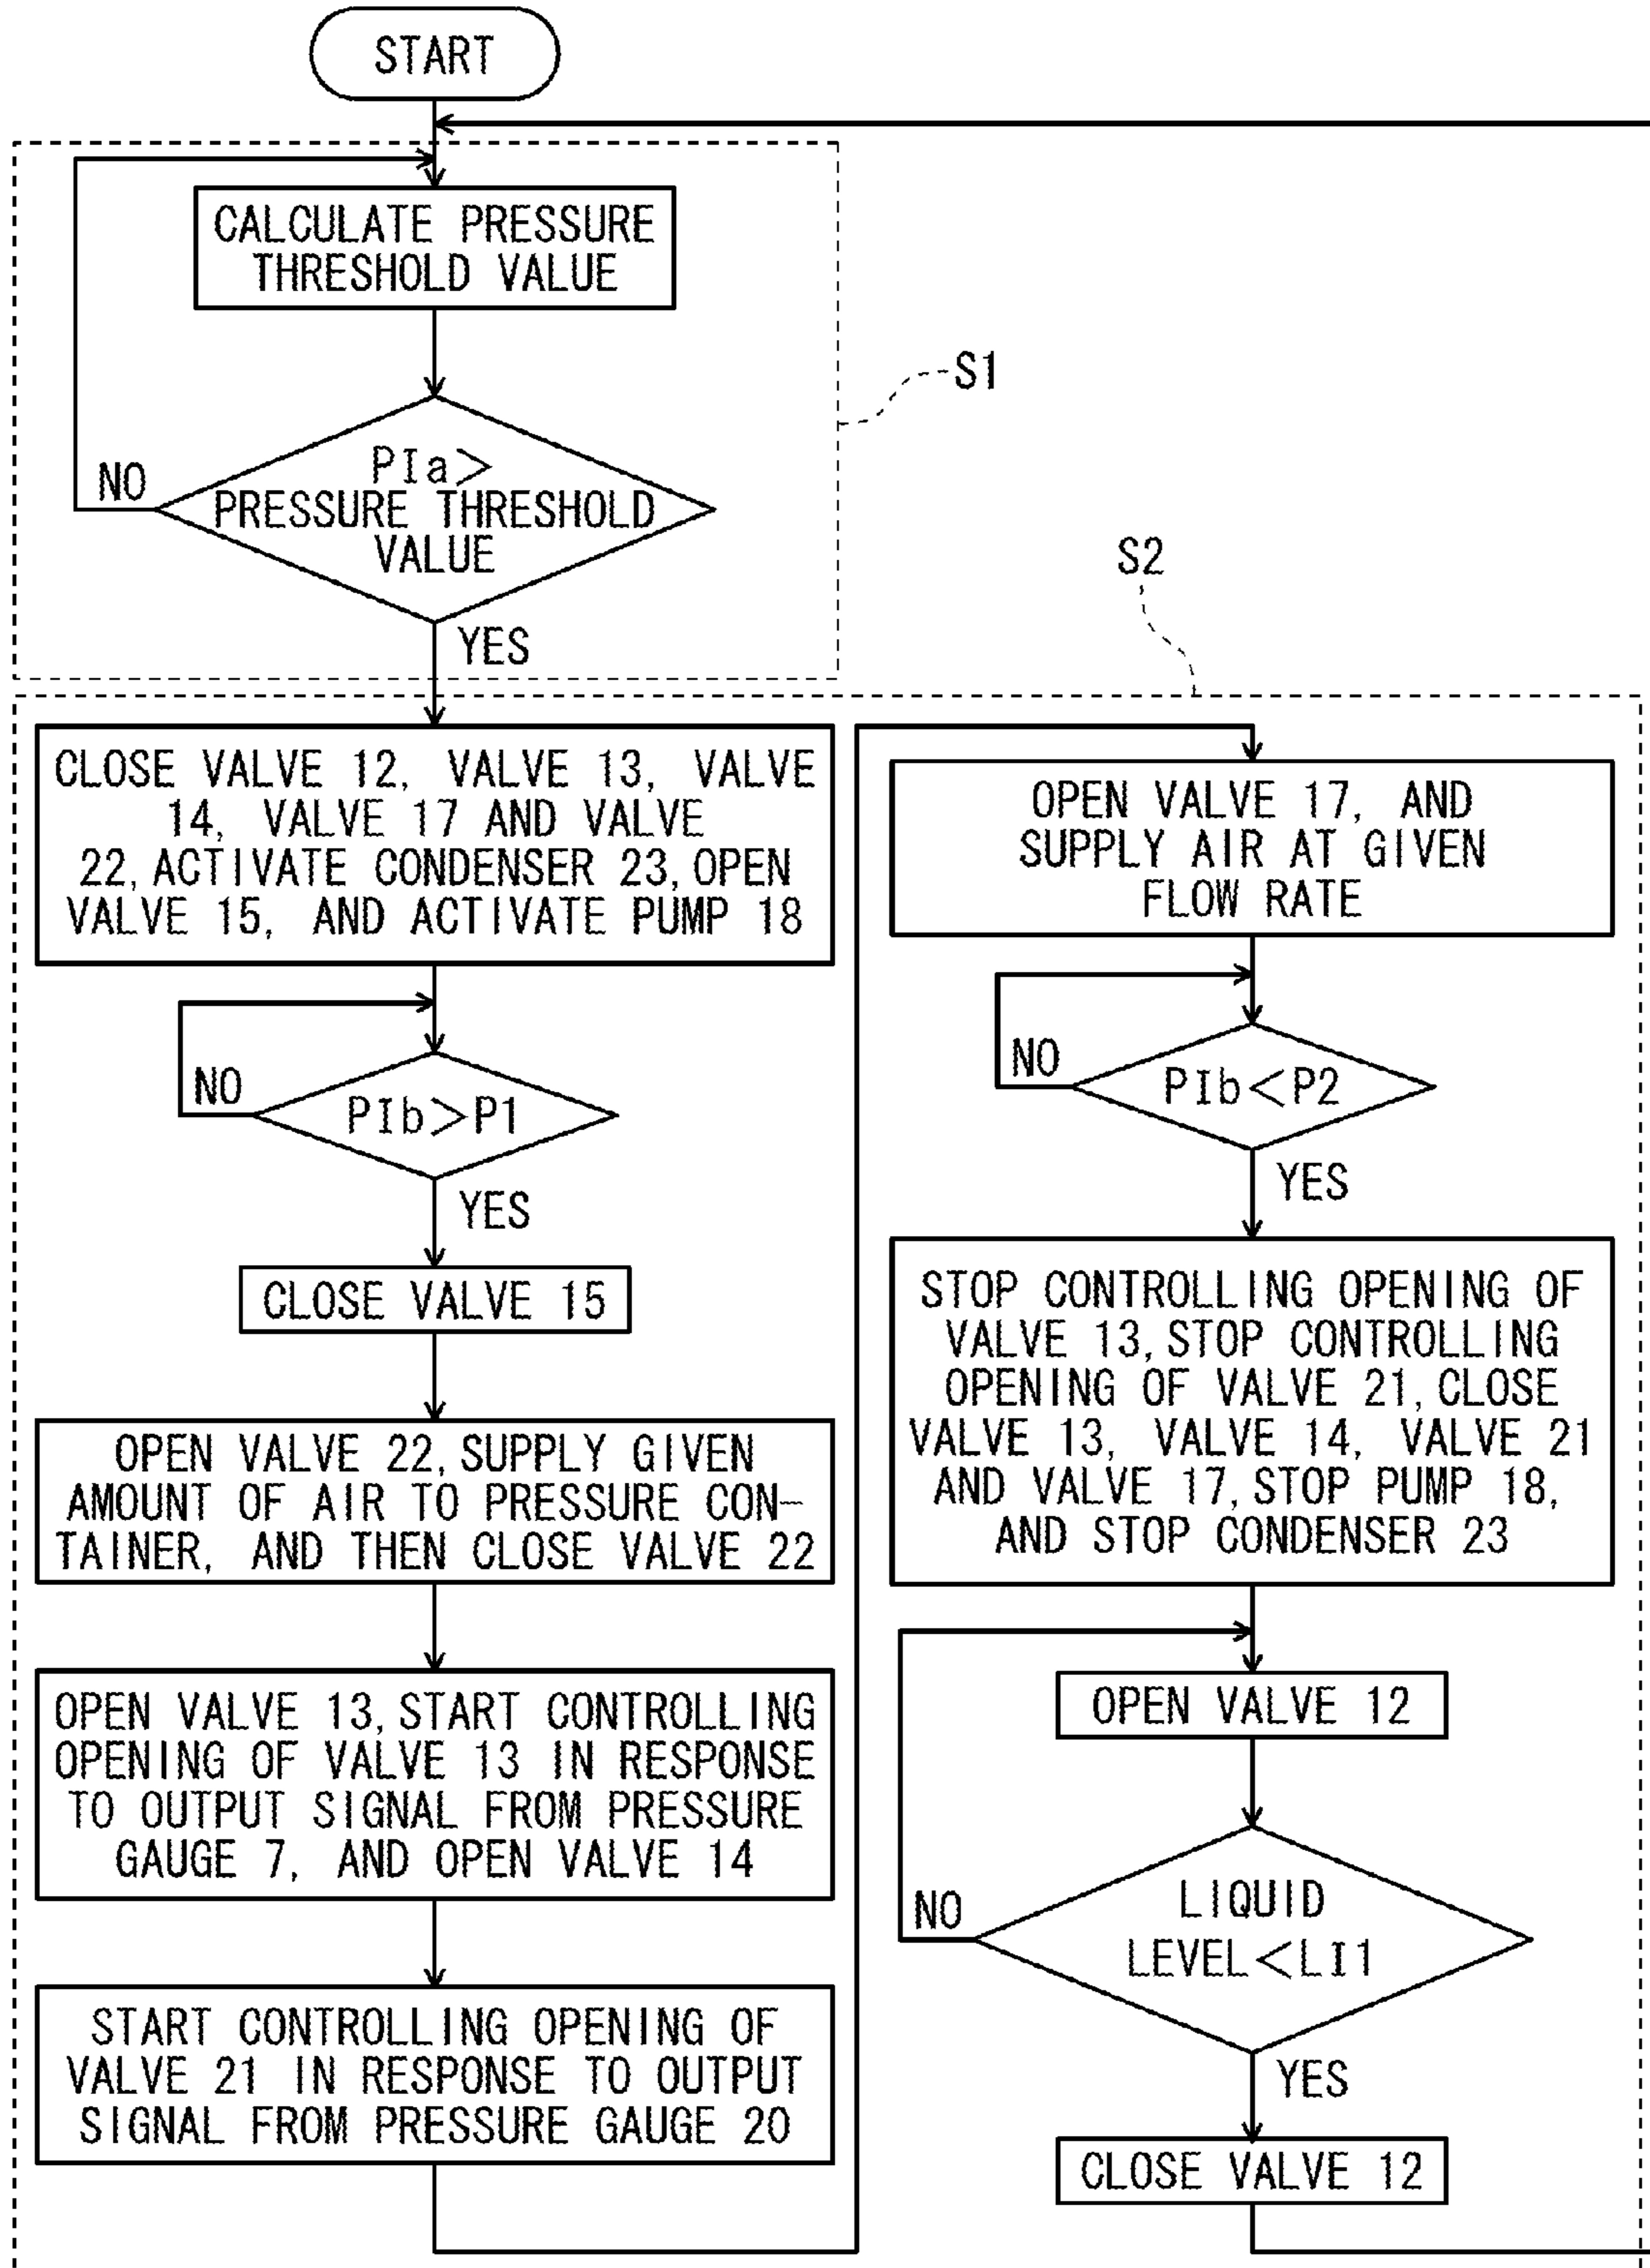 START
CALCULATE PRESSURE
THRESHOLD VALUE
S1
PIa>
PRESSURE THRESHOLD
VALUE
NO
YES
S2
CLOSE VALVE 12, VALVE 13, VALVE
14, VALVE 17 AND VALVE
22, ACTIVATE CONDENSER 23, OPEN
VALVE 15, AND ACTIVATE PUMP 18
NO
PIb>P1
YES
CLOSE VALVE 15
OPEN VALVE 22, SUPPLY GIVEN
AMOUNT OF AIR TO PRESSURE CON-
TAINER, AND THEN CLOSE VALVE 22
OPEN VALVE 13, START CONTROLLING
OPENING OF VALVE 13 IN RESPONSE
TO OUTPUT SIGNAL FROM PRESSURE
GAUGE 7, AND OPEN VALVE 14
START CONTROLLING OPENING OF
VALVE 21 IN RESPONSE TO OUTPUT
SIGNAL FROM PRESSURE GAUGE 20
OPEN VALVE 17, AND
SUPPLY AIR AT GIVEN
FLOW RATE
NO
PIb<P2
YES
STOP CONTROLLING OPENING OF
VALVE 13, STOP CONTROLLING
OPENING OF VALVE 21, CLOSE
VALVE 13, VALVE 14, VALVE 21
AND VALVE 17, STOP PUMP 18,
AND STOP CONDENSER 23
OPEN VALVE 12
NO
LIQUID
LEVEL<LI1
YES
CLOSE VALVE 12